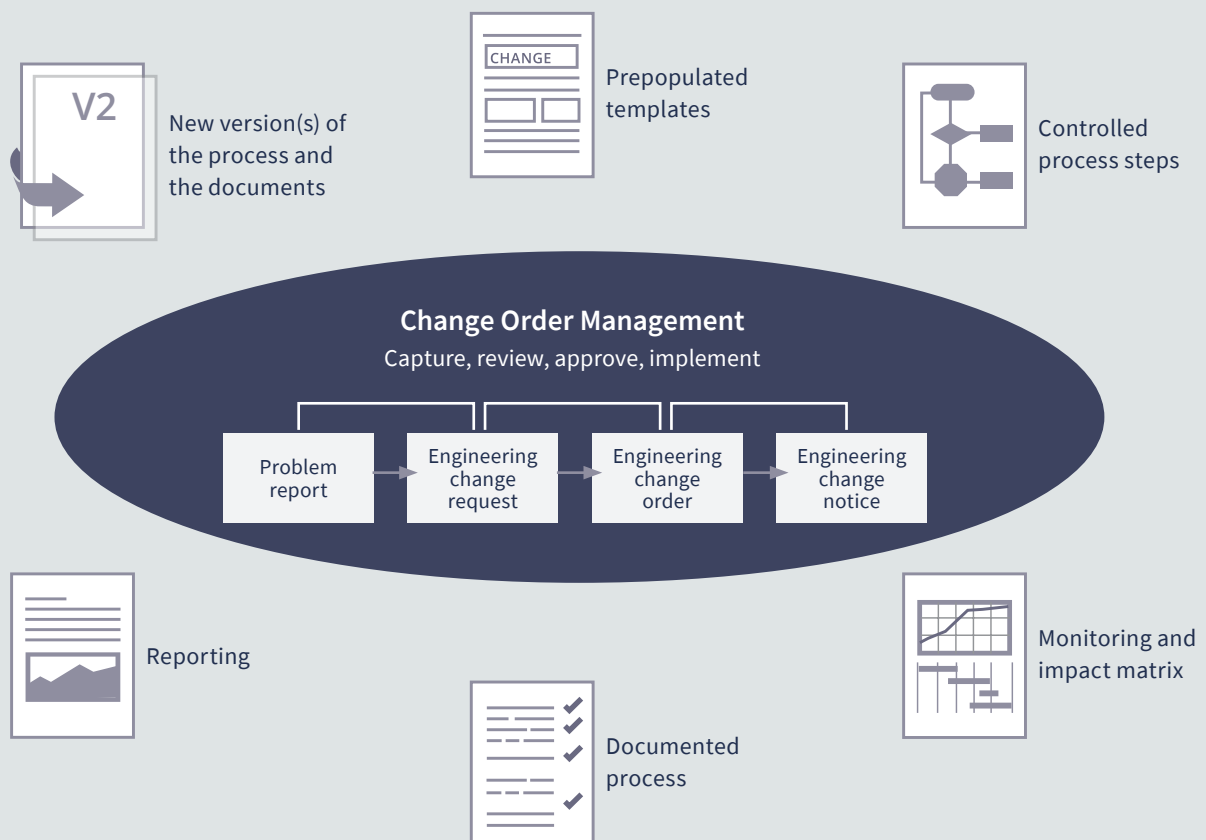 V2
New version(s) of
the process and
the documents
CHANGE
Prepopulated
templates
Controlled
process steps
Change Order Management
Capture, review, approve, implement
Problem
report
Engineering
change
request
Engineering
change
order
Engineering
change
notice
Reporting
Documented
process
Monitoring and
impact matrix